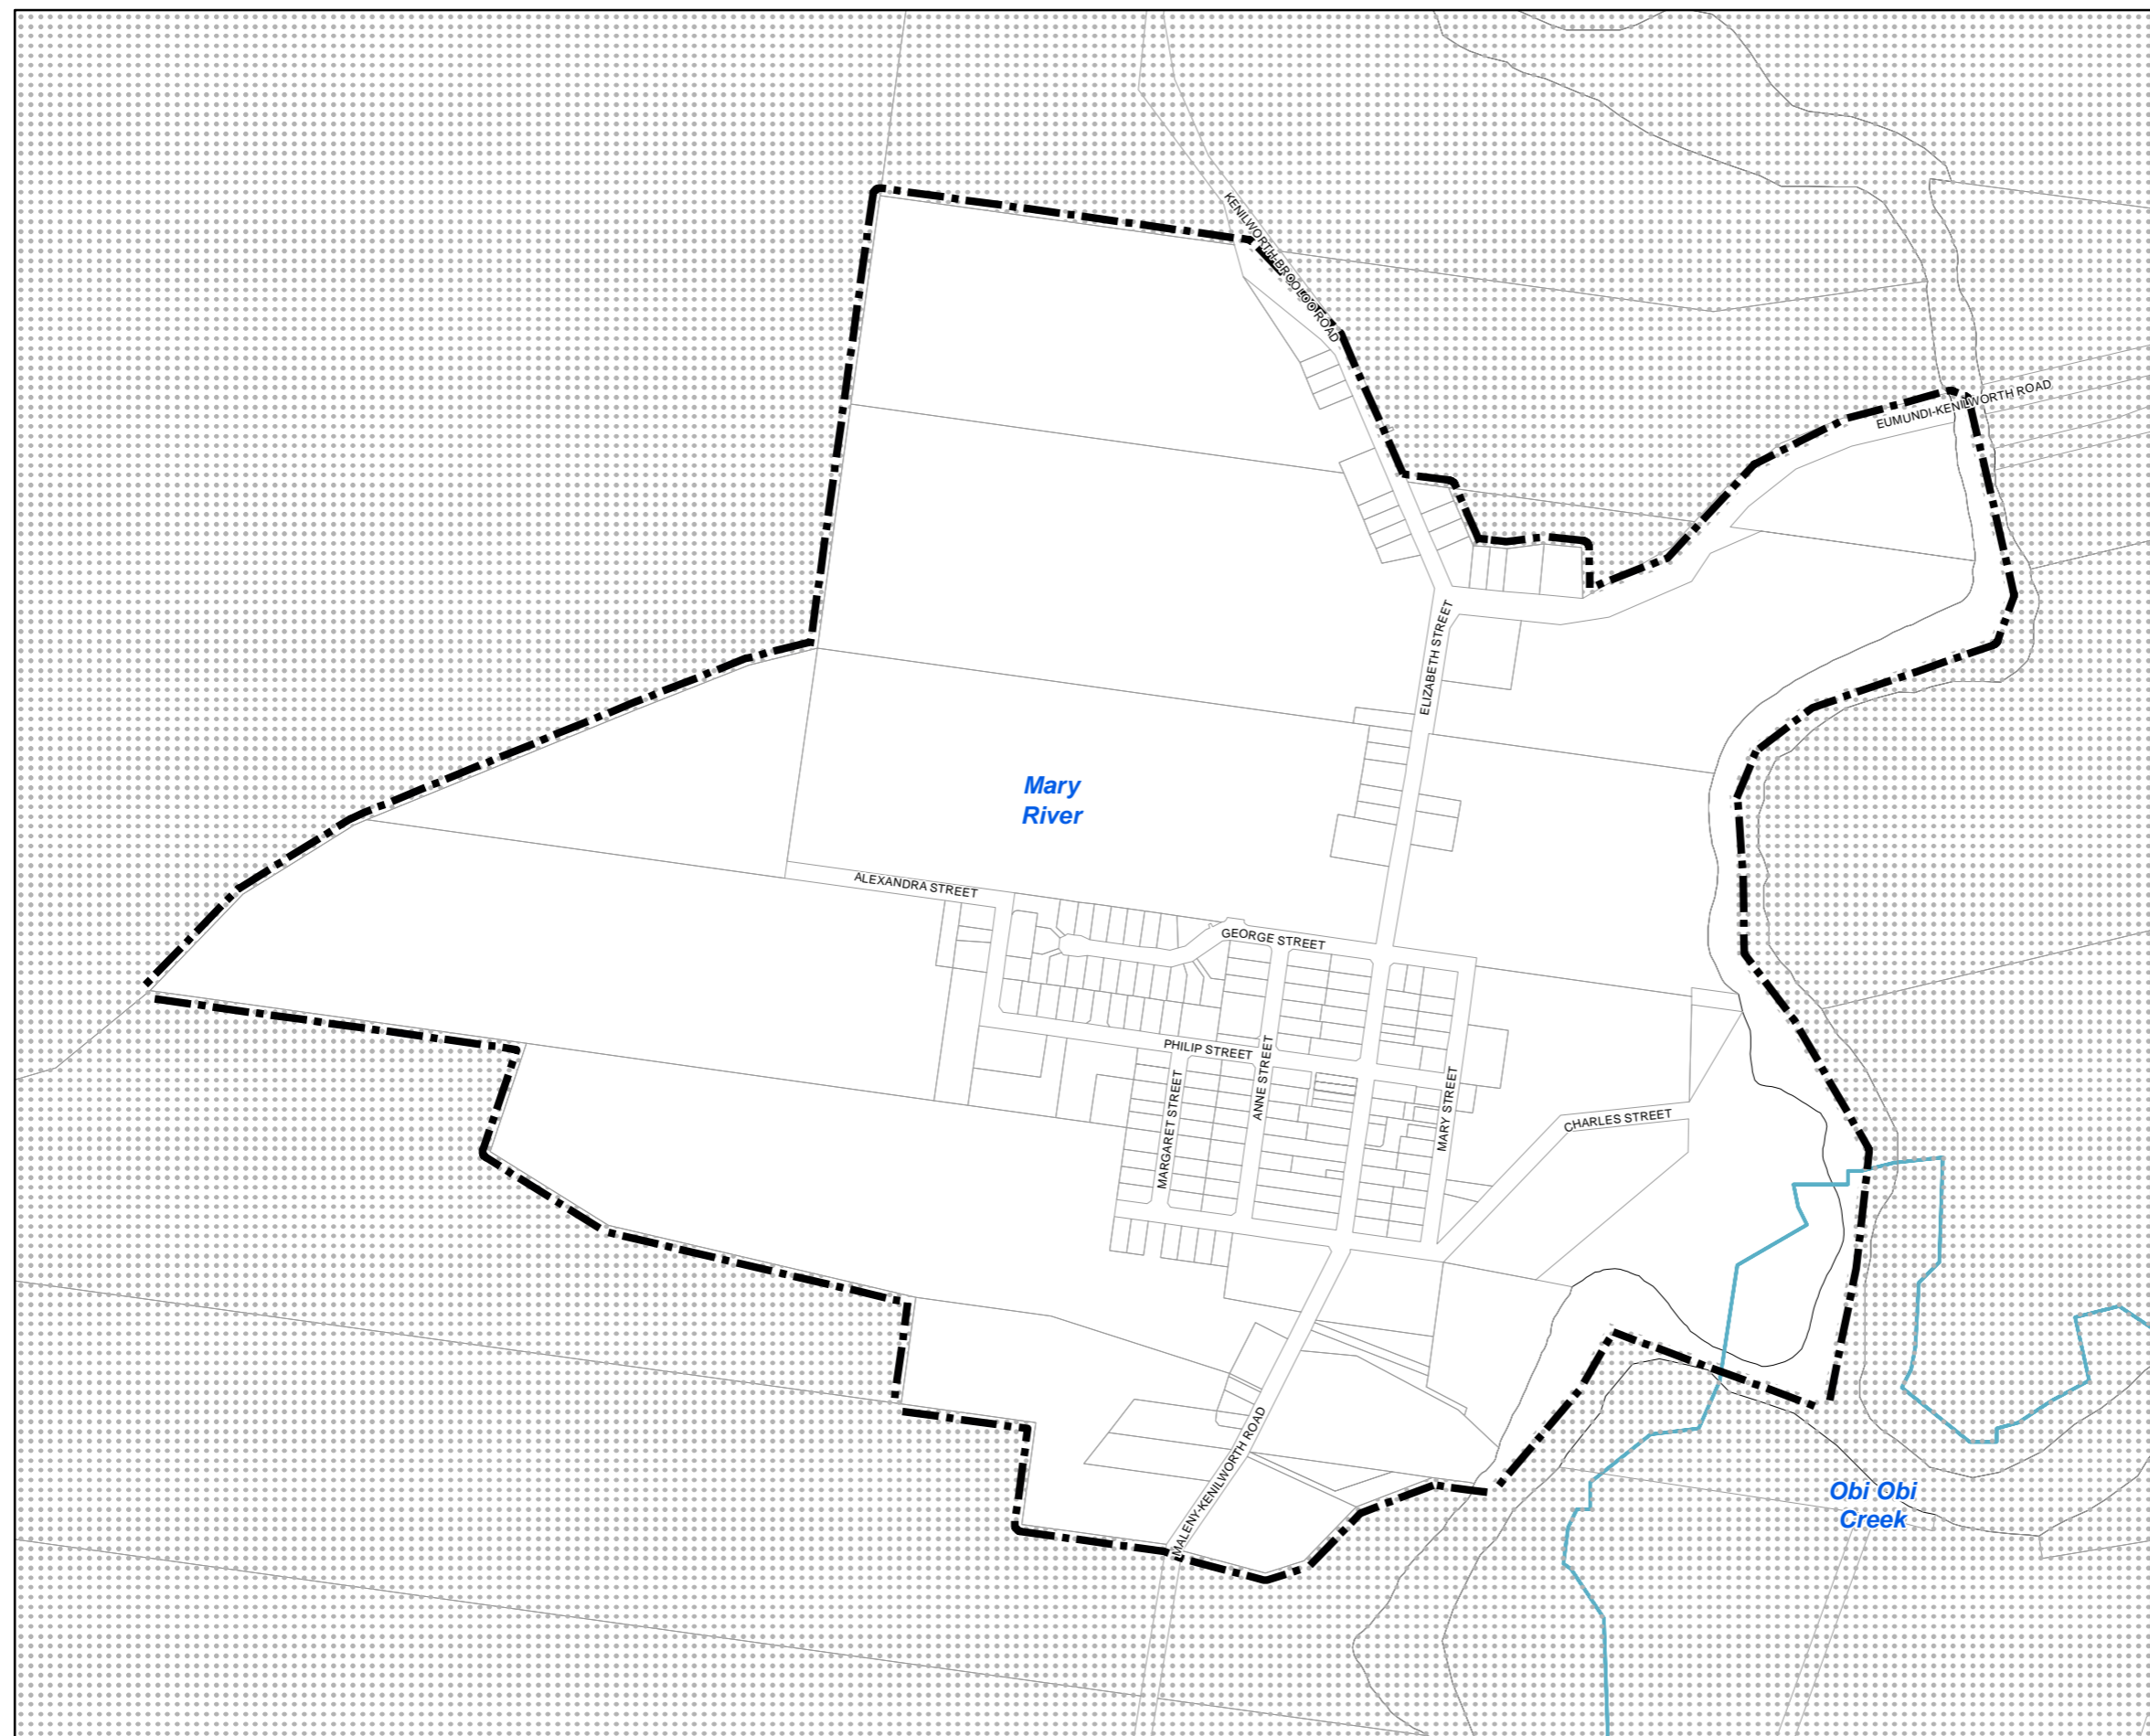 KENILWORTH-BROOLOO ROAD
EUMUNDI-KENILWORTH ROAD
ELIZABETH STREET
Mary
River
ALEXANDRA STREET
GEORGE STREET
PHILIP STREET
ANNE STREET
MARGARET STREET
MARY STREET
CHARLES STREET
MALENY-KENILWORTH ROAD
Obi Obi
Creek